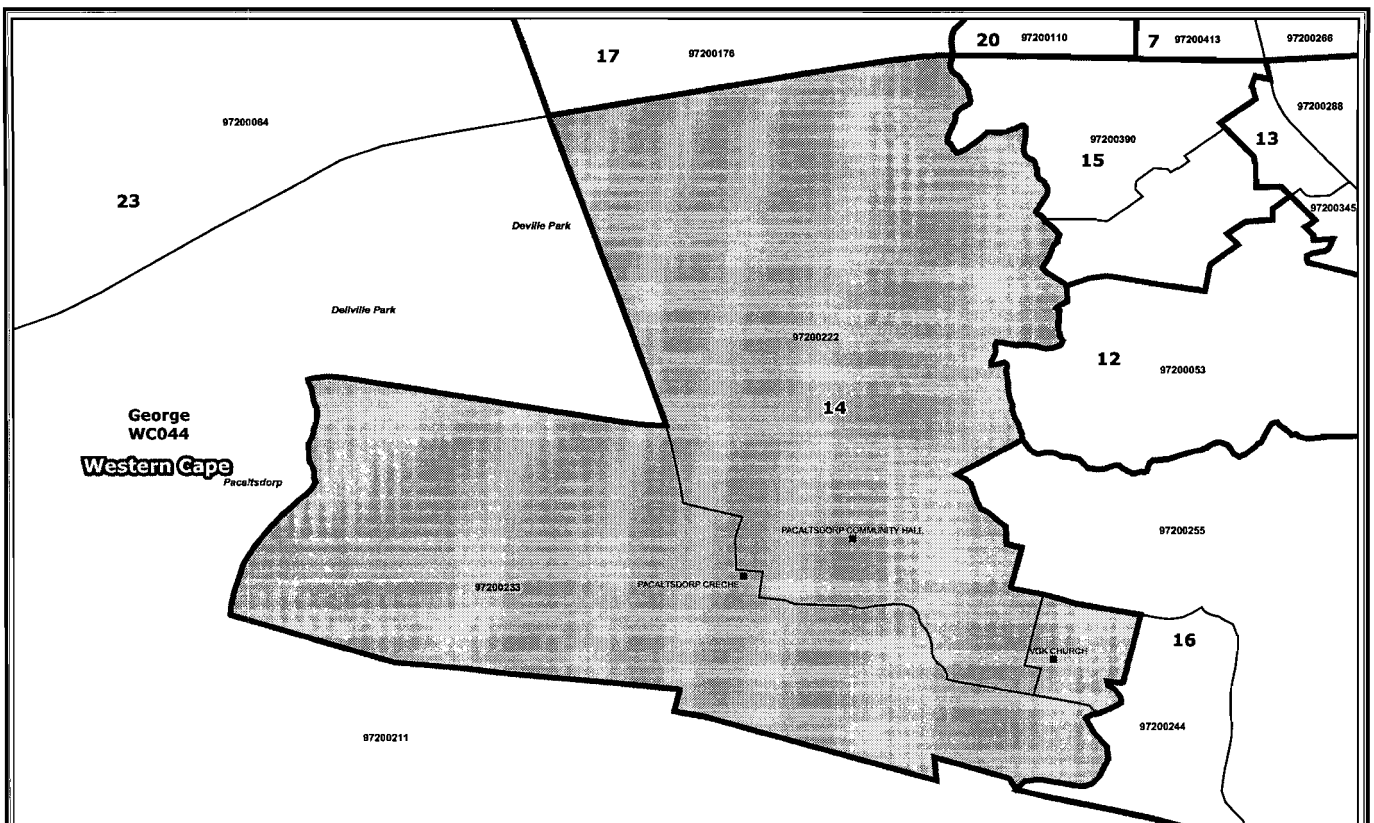 20
97200110
7
97200413
97200266
17
97200176
97200288
97200064
97200390
13
15
23
97200345
Deville Park
Dellville Park
97200222
12
97200053
14
George
WC044
Western Cape
Pacaltsdorp
PACALTSDORP COMMUNITY HALL
97200255
PACALTSDORP CRECHE
97200233
16
VGK CHURCH
97200244
97200211